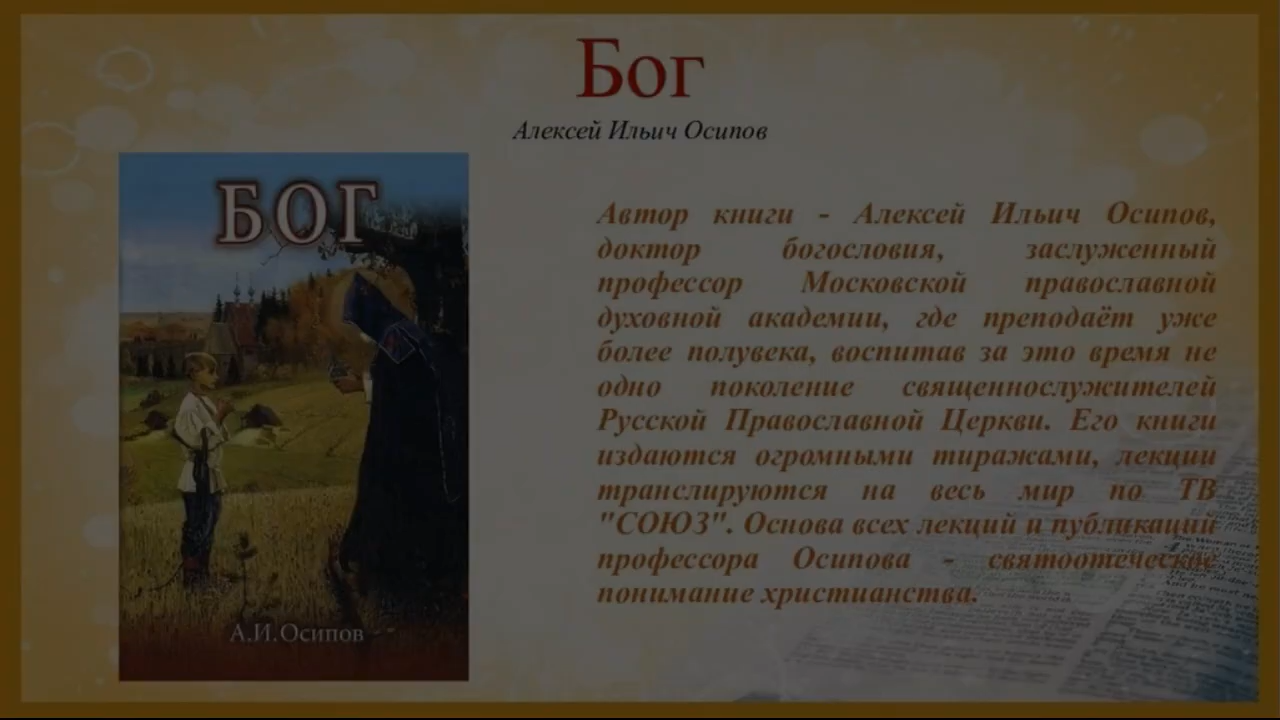 Бог
Алексей Ильич Осипов
БОГ
А.И.Осипов
Автор книги - Алексей Ильич Осипов,
доктор богословия, заслуженный
профессор Московской православной
духовной академии, где преподаёт уже
более полувека, воспитав за это время не
одно поколение священнослужителей
Русской Православной Церкви. Его книги
издаются огромными тиражами, лекции
транслируются на весь мир по ТВ
"СОЮЗ". Основа всех лекций и публикаций
профессора Осипова - святоотеческое
понимание христианства.